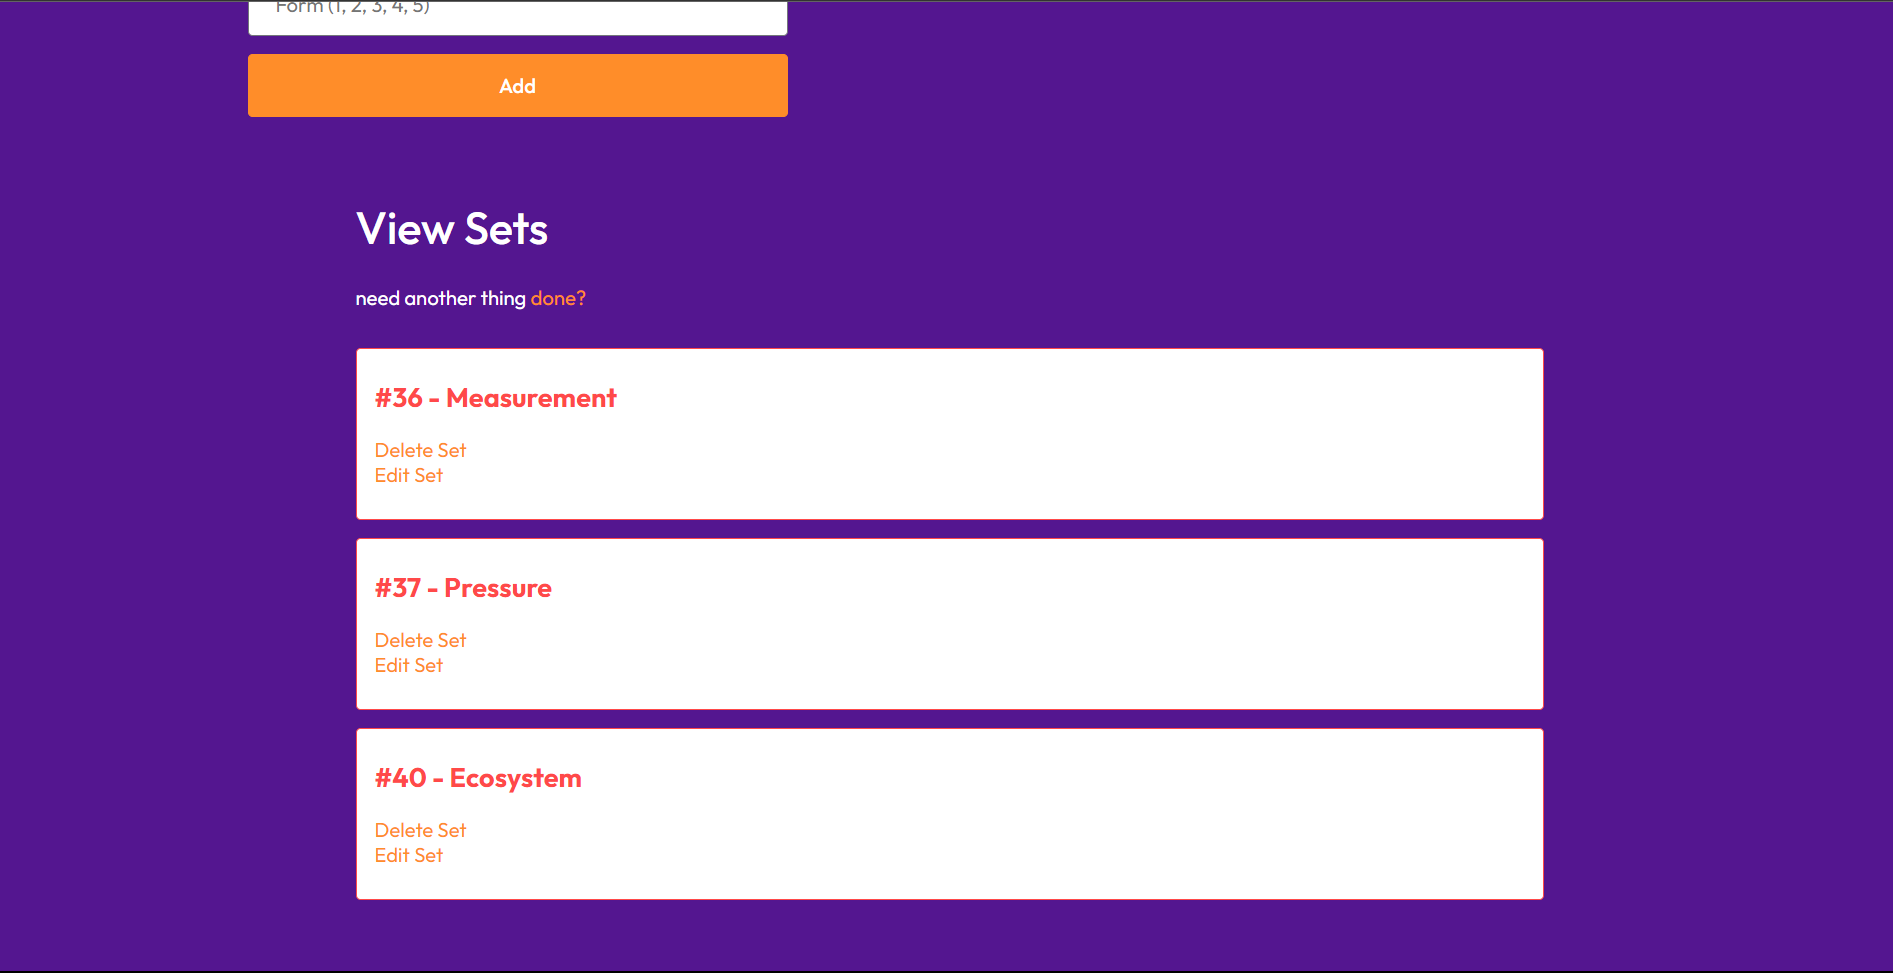 Form (1, 2, 3, 4, 5)
Add
View Sets
need another thing done?
#36 - Measurement
Delete Set
Edit Set
#37 - Pressure
Delete Set
Edit Set
#40 - Ecosystem
Delete Set
Edit Set